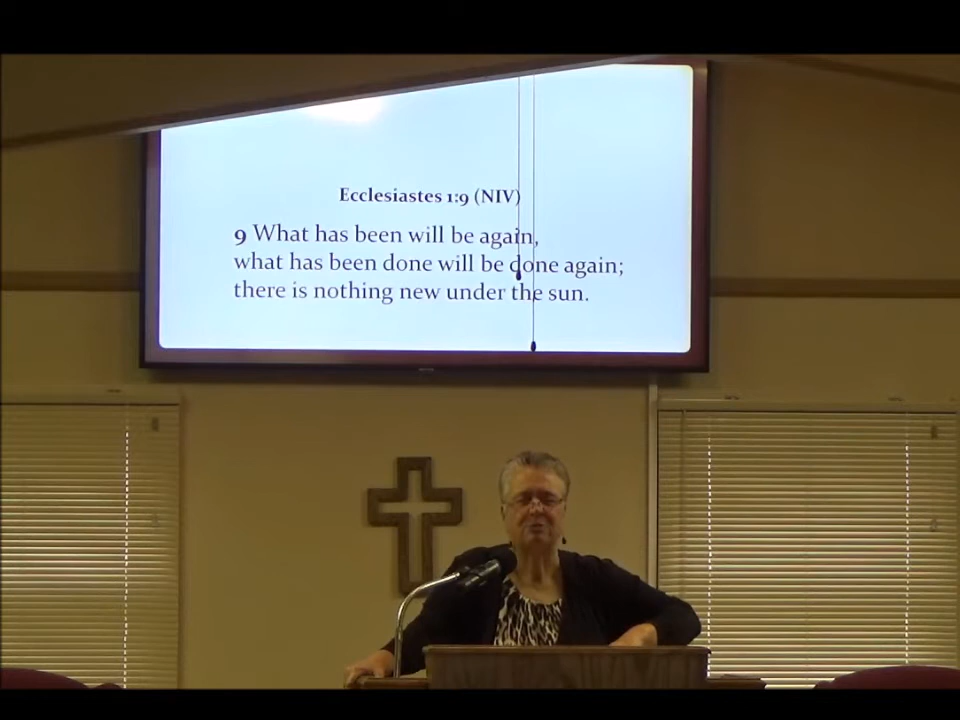 Ecclesiastes 1:9 (NIV)
9 What has been will be again,
what has been done will be done again;
there is nothing new under the sun.